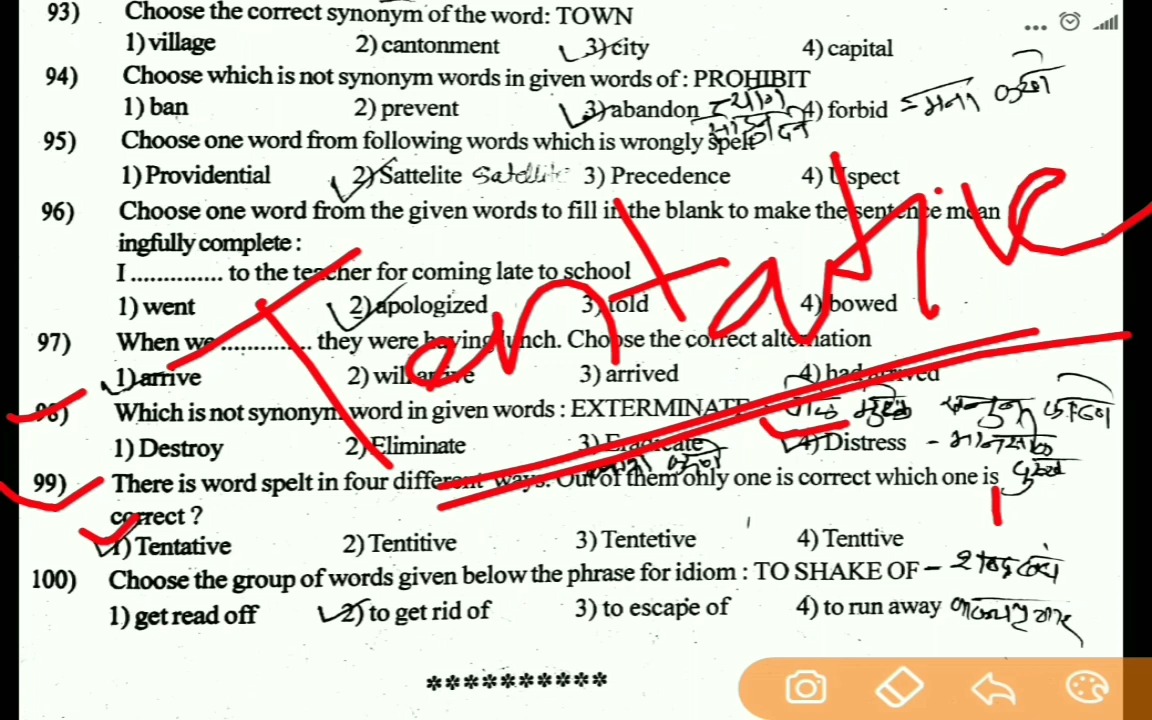 93) Choose the correct synonym of the word: TOWN
1) village 2) cantonment 3) city 4) capital
94) Choose which is not synonym words in given words of : PROHIBIT
1) ban 2) prevent 3) abandon 4) forbid
95) Choose one word from following words which is wrongly spelt
1) Providential 2) Sattelite 3) Precedence 4) Uspect
96) Choose one word from the given words to fill in the blank to make the sentence mean
ingfully complete :
I .............. to the teacher for coming late to school
1) went 2) apologized 3) told 4) bowed
97) When we .............. they were having lunch. Choose the correct alternation
1) arrive 2) will arrive 3) arrived 4) had arrived
98) Which is not synonym word in given words : EXTERMINATE
1) Destroy 2) Eliminate 3) Eradicate 4) Distress
99) There is word spelt in four different ways. Out of them only one is correct which one is
correct ?
1) Tentative 2) Tentitive 3) Tentetive 4) Tenttive
100) Choose the group of words given below the phrase for idiom : TO SHAKE OF
1) get read off 2) to get rid of 3) to escape of 4) to run away
**********
Tentative